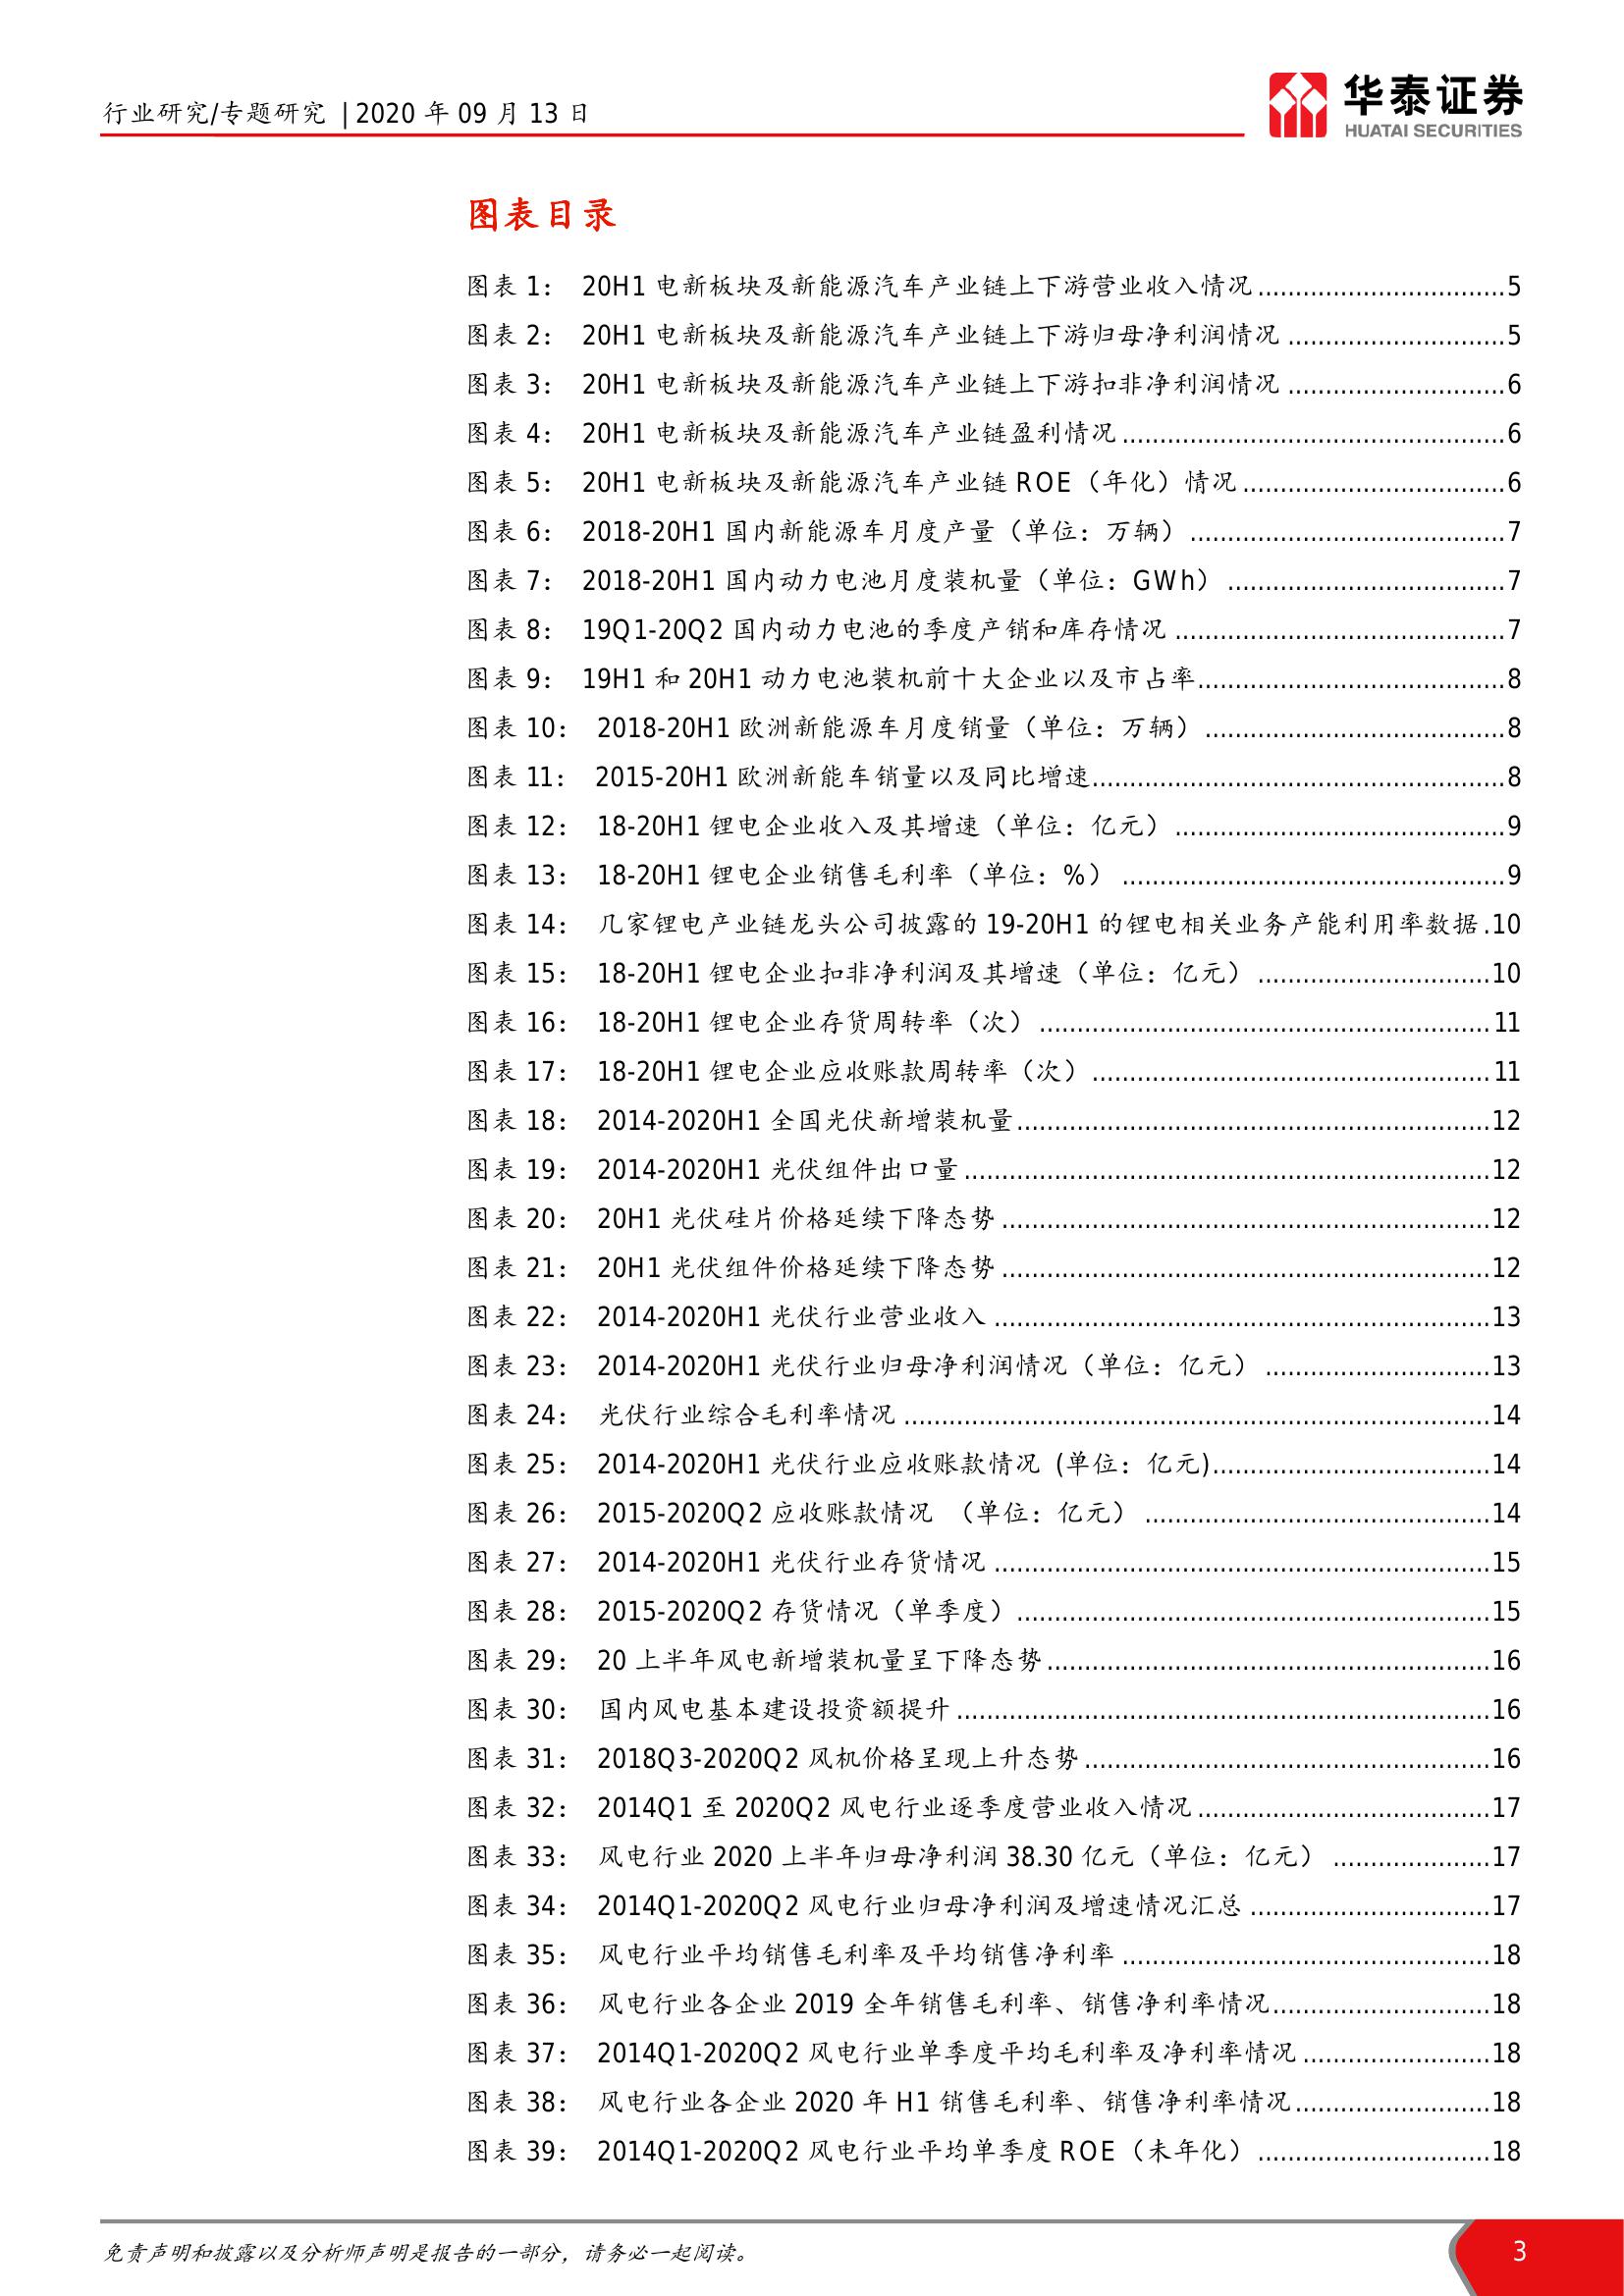 行业研究/专题研究 | 2020 年 09 月 13 日
华泰证券
HUATAI SECURITIES
图表目录
图表 1： 20H1 电新板块及新能源汽车产业链上下游营业收入情况.................................5
图表 2： 20H1 电新板块及新能源汽车产业链上下游归母净利润情况.............................5
图表 3： 20H1 电新板块及新能源汽车产业链上下游扣非净利润情况.............................6
图表 4： 20H1 电新板块及新能源汽车产业链盈利情况...................................................6
图表 5： 20H1 电新板块及新能源汽车产业链 ROE（年化）情况...................................6
图表 6： 2018-20H1 国内新能源车月度产量（单位：万辆）..........................................7
图表 7： 2018-20H1 国内动力电池月度装机量（单位：GWh）.......................................7
图表 8： 19Q1-20Q2 国内动力电池的季度产销和库存情况............................................7
图表 9： 19H1 和 20H1 动力电池装机前十大企业以及市占率.........................................8
图表 10： 2018-20H1 欧洲新能源车月度销量（单位：万辆）........................................8
图表 11： 2015-20H1 欧洲新能车销量以及同比增速.......................................................8
图表 12： 18-20H1 锂电企业收入及其增速（单位：亿元）............................................9
图表 13： 18-20H1 锂电企业销售毛利率（单位：%）...................................................9
图表 14： 几家锂电产业链龙头公司披露的 19-20H1 的锂电相关业务产能利用率数据.10
图表 15： 18-20H1 锂电企业扣非净利润及其增速（单位：亿元）...............................10
图表 16： 18-20H1 锂电企业存货周转率（次）............................................................11
图表 17： 18-20H1 锂电企业应收账款周转率（次）.....................................................11
图表 18： 2014-2020H1 全国光伏新增装机量...............................................................12
图表 19： 2014-2020H1 光伏组件出口量......................................................................12
图表 20： 20H1 光伏硅片价格延续下降态势.................................................................12
图表 21： 20H1 光伏组件价格延续下降态势.................................................................12
图表 22： 2014-2020H1 光伏行业营业收入..................................................................13
图表 23： 2014-2020H1 光伏行业归母净利润情况（单位：亿元）..............................13
图表 24： 光伏行业综合毛利率情况..............................................................................14
图表 25： 2014-2020H1 光伏行业应收账款情况 (单位：亿元).....................................14
图表 26： 2015-2020Q2 应收账款情况 （单位：亿元）..............................................14
图表 27： 2014-2020H1 光伏行业存货情况..................................................................15
图表 28： 2015-2020Q2 存货情况（单季度）...............................................................15
图表 29： 20 上半年风电新增装机量呈下降态势...........................................................16
图表 30： 国内风电基本建设投资额提升.......................................................................16
图表 31： 2018Q3-2020Q2 风机价格呈现上升态势......................................................16
图表 32： 2014Q1 至 2020Q2 风电行业逐季度营业收入情况.......................................17
图表 33： 风电行业 2020 上半年归母净利润 38.30 亿元（单位：亿元）.....................17
图表 34： 2014Q1-2020Q2 风电行业归母净利润及增速情况汇总................................17
图表 35： 风电行业平均销售毛利率及平均销售净利率.................................................18
图表 36： 风电行业各企业 2019 全年销售毛利率、销售净利率情况.............................18
图表 37： 2014Q1-2020Q2 风电行业单季度平均毛利率及净利率情况.........................18
图表 38： 风电行业各企业 2020 年 H1 销售毛利率、销售净利率情况..........................18
图表 39： 2014Q1-2020Q2 风电行业平均单季度 ROE（未年化）...............................18
免责声明和披露以及分析师声明是报告的一部分，请务必一起阅读。
3